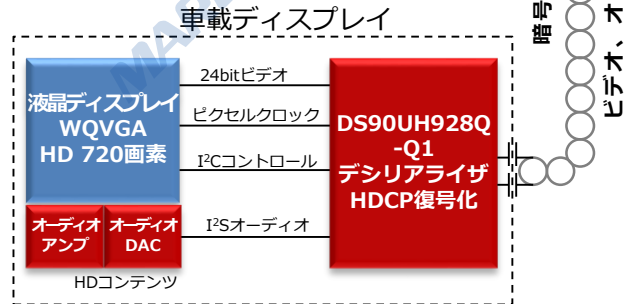 車載ディスプレイ
液晶ディスプレイ
WQVGA
HD 720画素
24bitビデオ
ピクセルクロック
I²Cコントロール
I²Sオーディオ
DS90UH928Q
-Q1
デシリアライザ
HDCP復号化
オーディオ
アンプ
オーディオ
DAC
HDコンテンツ
暗号
ビデオ、オ